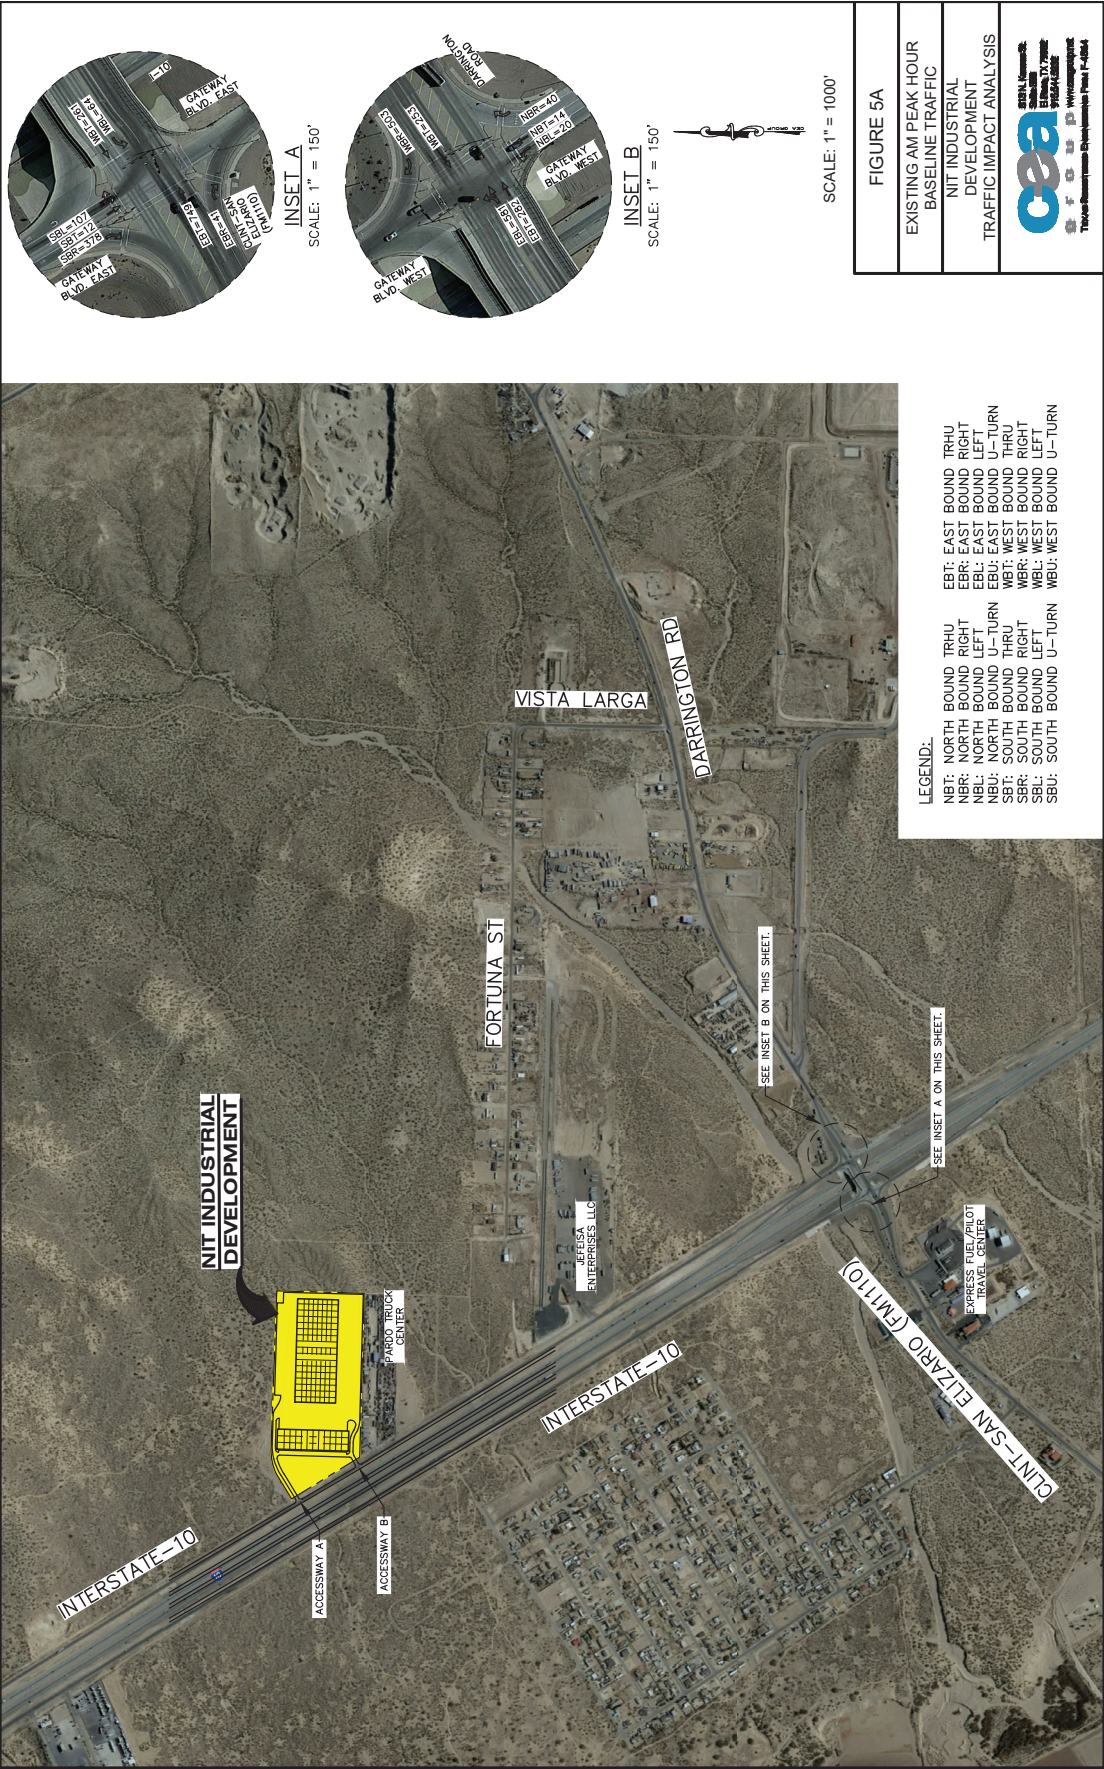 SBL=107
SBT=12
SBR=378
GATEWAY
BLVD. EAST
WBT=261
WBL=64
I-10
GATEWAY
BLVD. EAST
EBT=749
EBR=41
CLINT-SAN
ELIZARIO
(FM1110)
INSET A
SCALE: 1" = 150'
GATEWAY
BLVD. WEST
WBR=503
WBT=253
DARRINGTON
ROAD
EBL=581
EBT=282
NBR=40
NBT=14
NBL=20
GATEWAY
BLVD. WEST
INSET B
SCALE: 1" = 150'
CEA GROUP
SCALE: 1" = 1000'
FIGURE 5A
EXISTING AM PEAK HOUR
BASELINE TRAFFIC
NIT INDUSTRIAL
DEVELOPMENT
TRAFFIC IMPACT ANALYSIS
cea
group
INTERSTATE-10
NIT INDUSTRIAL
DEVELOPMENT
ACCESSWAY A
ACCESSWAY B
PARDO TRUCK
CENTER
INTERSTATE-10
FORTUNA ST
VISTA LARGA
DARRINGTON RD
JEFEISA
ENTERPRISES LLC
SEE INSET B ON THIS SHEET.
SEE INSET A ON THIS SHEET.
CLINT-SAN ELIZARIO (FM1110)
EXPRESS FUEL/PILOT
TRAVEL CENTER
LEGEND:
NBT: NORTH BOUND TRHU
NBR: NORTH BOUND RIGHT
NBL: NORTH BOUND LEFT
NBU: NORTH BOUND U-TURN
SBT: SOUTH BOUND THRU
SBR: SOUTH BOUND RIGHT
SBL: SOUTH BOUND LEFT
SBU: SOUTH BOUND U-TURN
EBT: EAST BOUND TRHU
EBR: EAST BOUND RIGHT
EBL: EAST BOUND LEFT
EBU: EAST BOUND U-TURN
WBT: WEST BOUND THRU
WBR: WEST BOUND RIGHT
WBL: WEST BOUND LEFT
WBU: WEST BOUND U-TURN